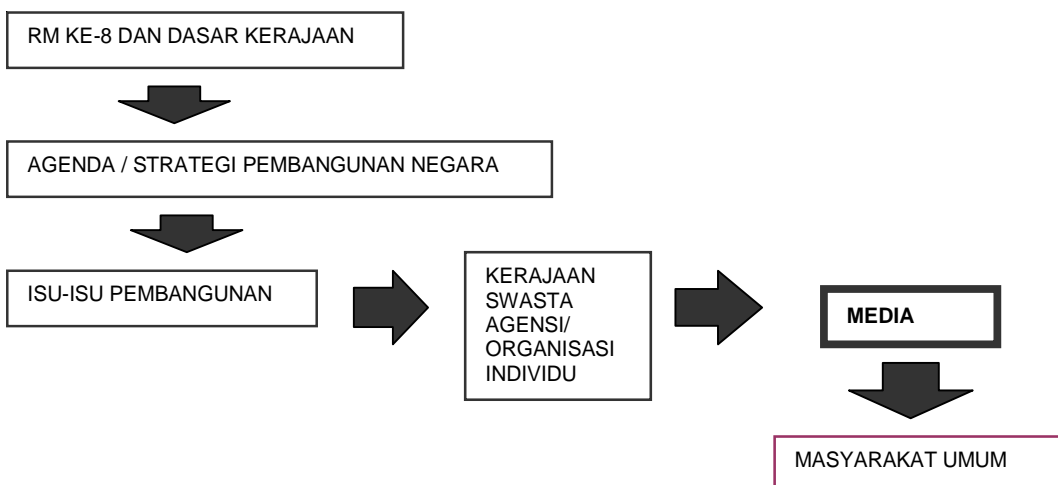 RM KE-8 DAN DASAR KERAJAAN
AGENDA / STRATEGI PEMBANGUNAN NEGARA
ISU-ISU PEMBANGUNAN
KERAJAAN
SWASTA
AGENSI/
ORGANISASI
INDIVIDU
MEDIA
MASYARAKAT UMUM